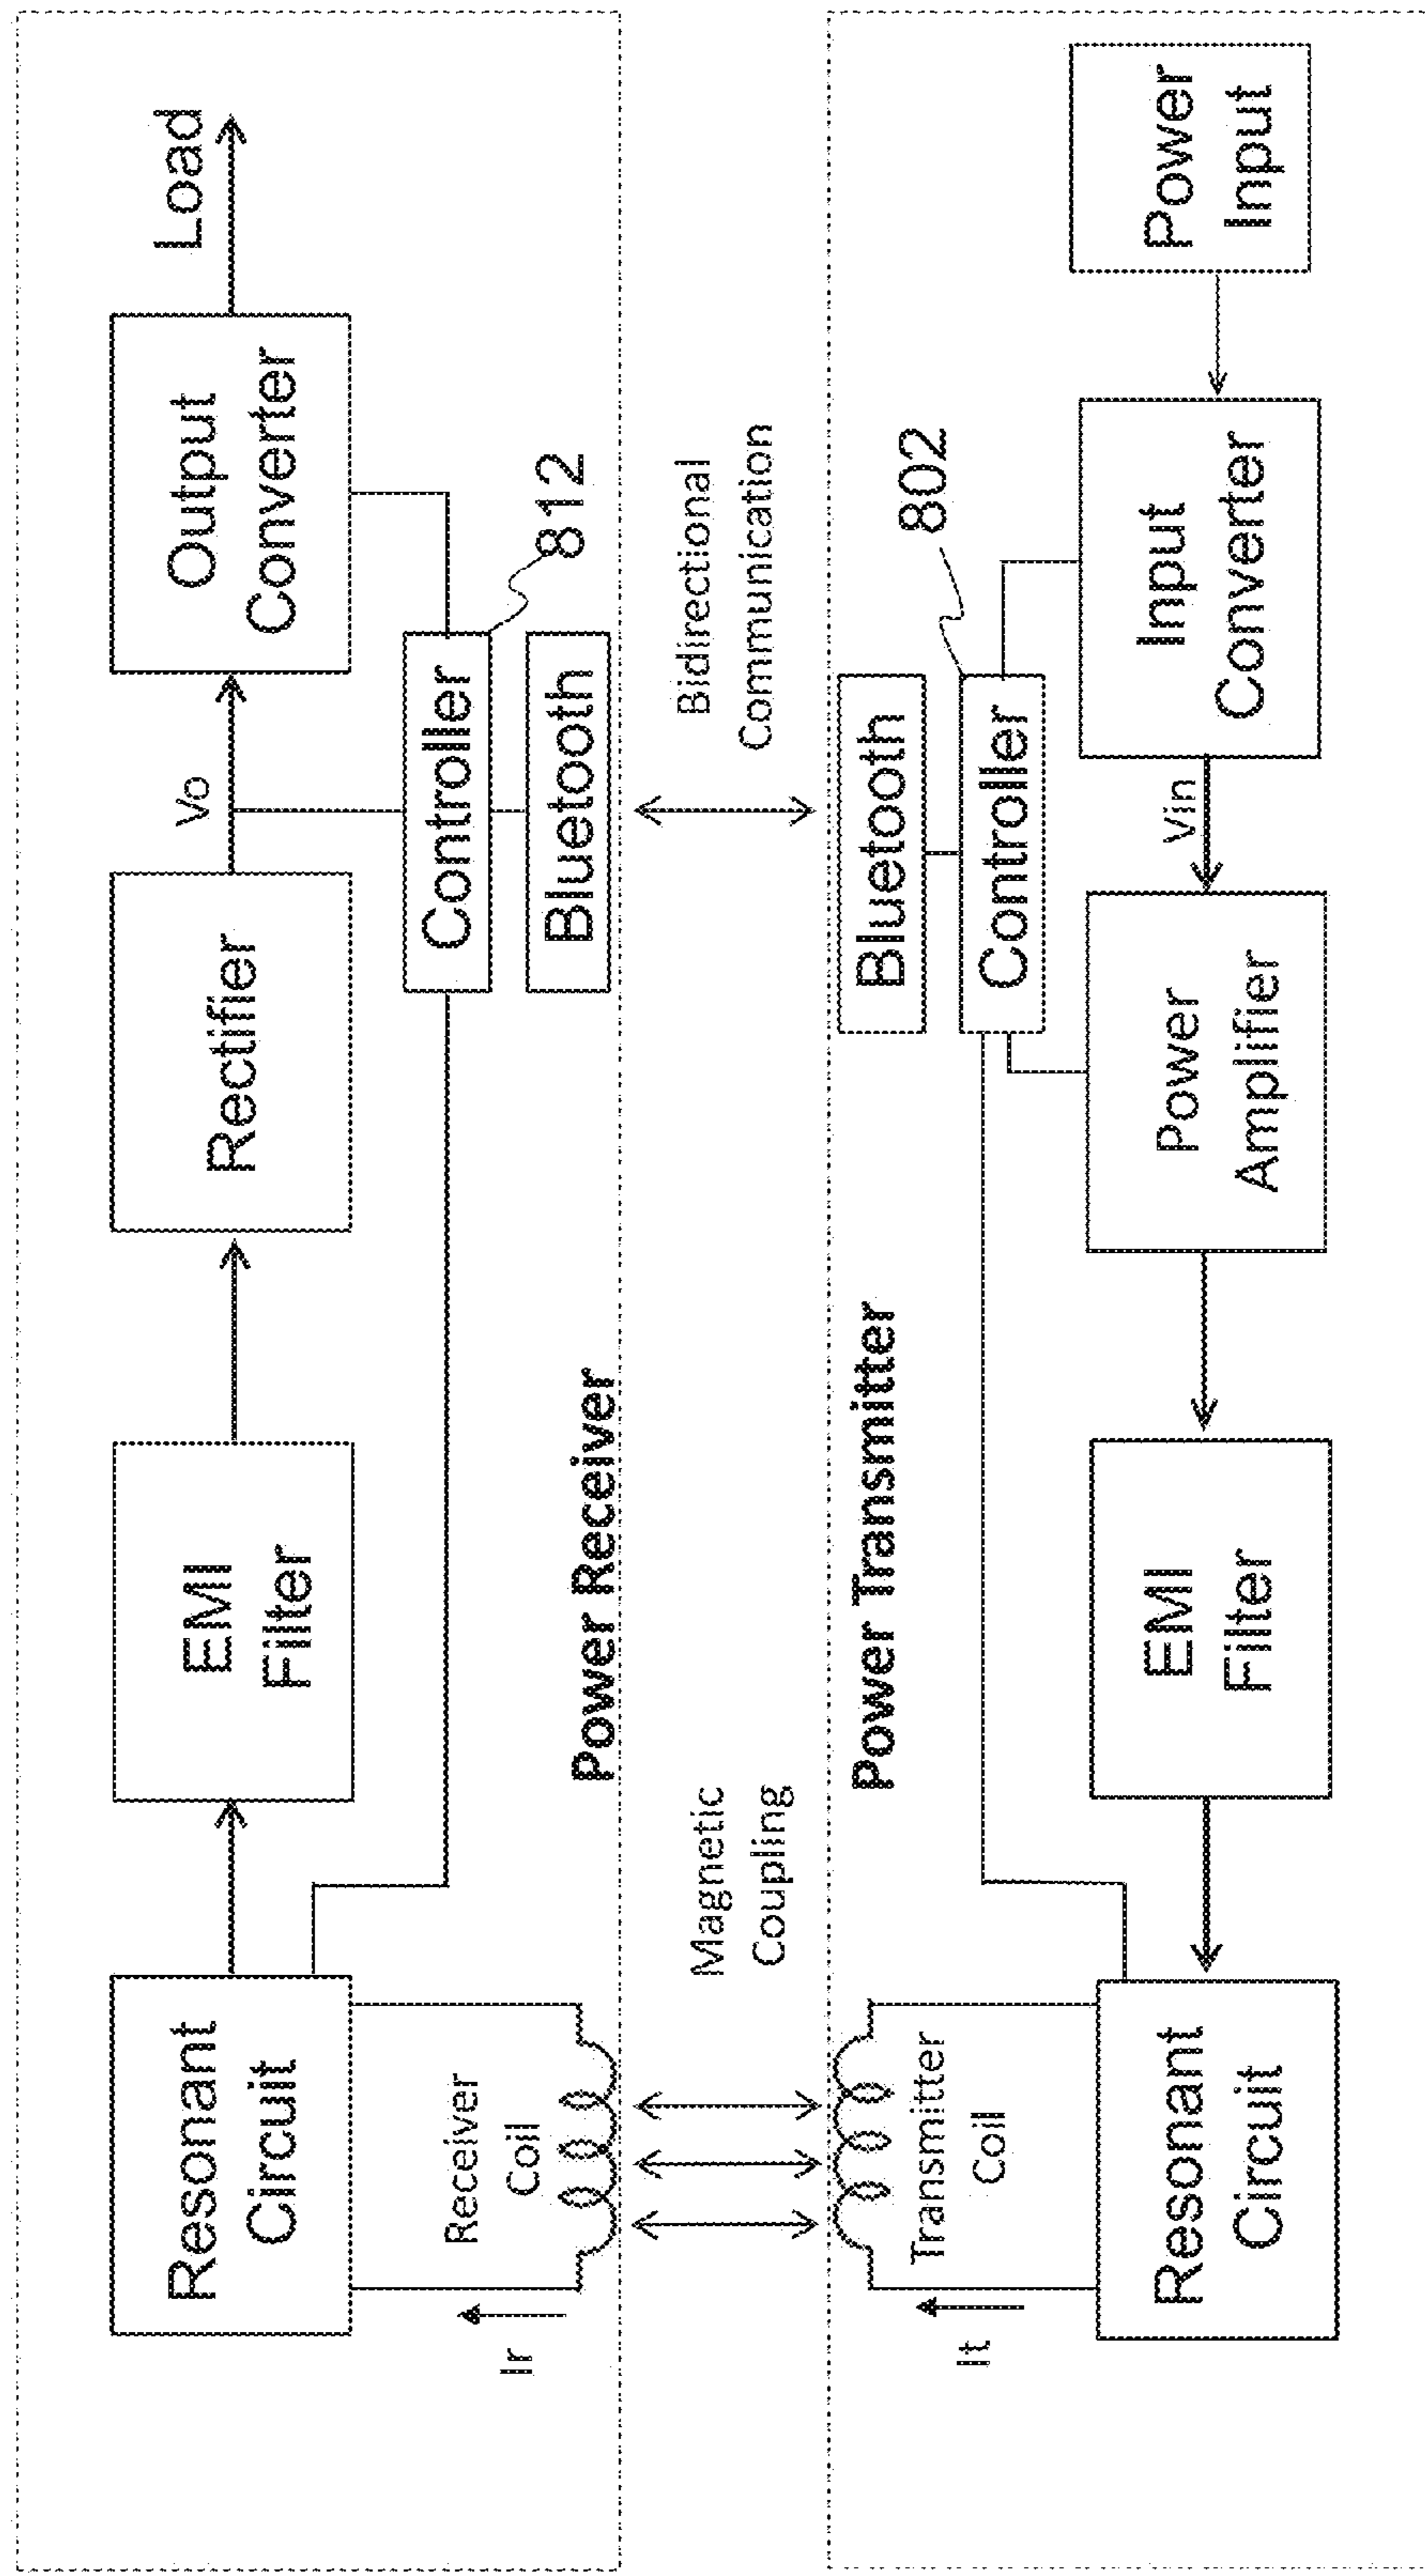 Resonant
Circuit
EMI
Filter
Rectifier
Vo
Output
Converter
Load
Receiver
Coil
Ir
Controller
812
Bluetooth
Power Receiver
Magnetic
Coupling
Bidirectional
Communication
Power Transmitter
Bluetooth
802
Controller
Transmitter
Coil
It
Resonant
Circuit
EMI
Filter
Power
Amplifier
Vin
Input
Converter
Power
Input